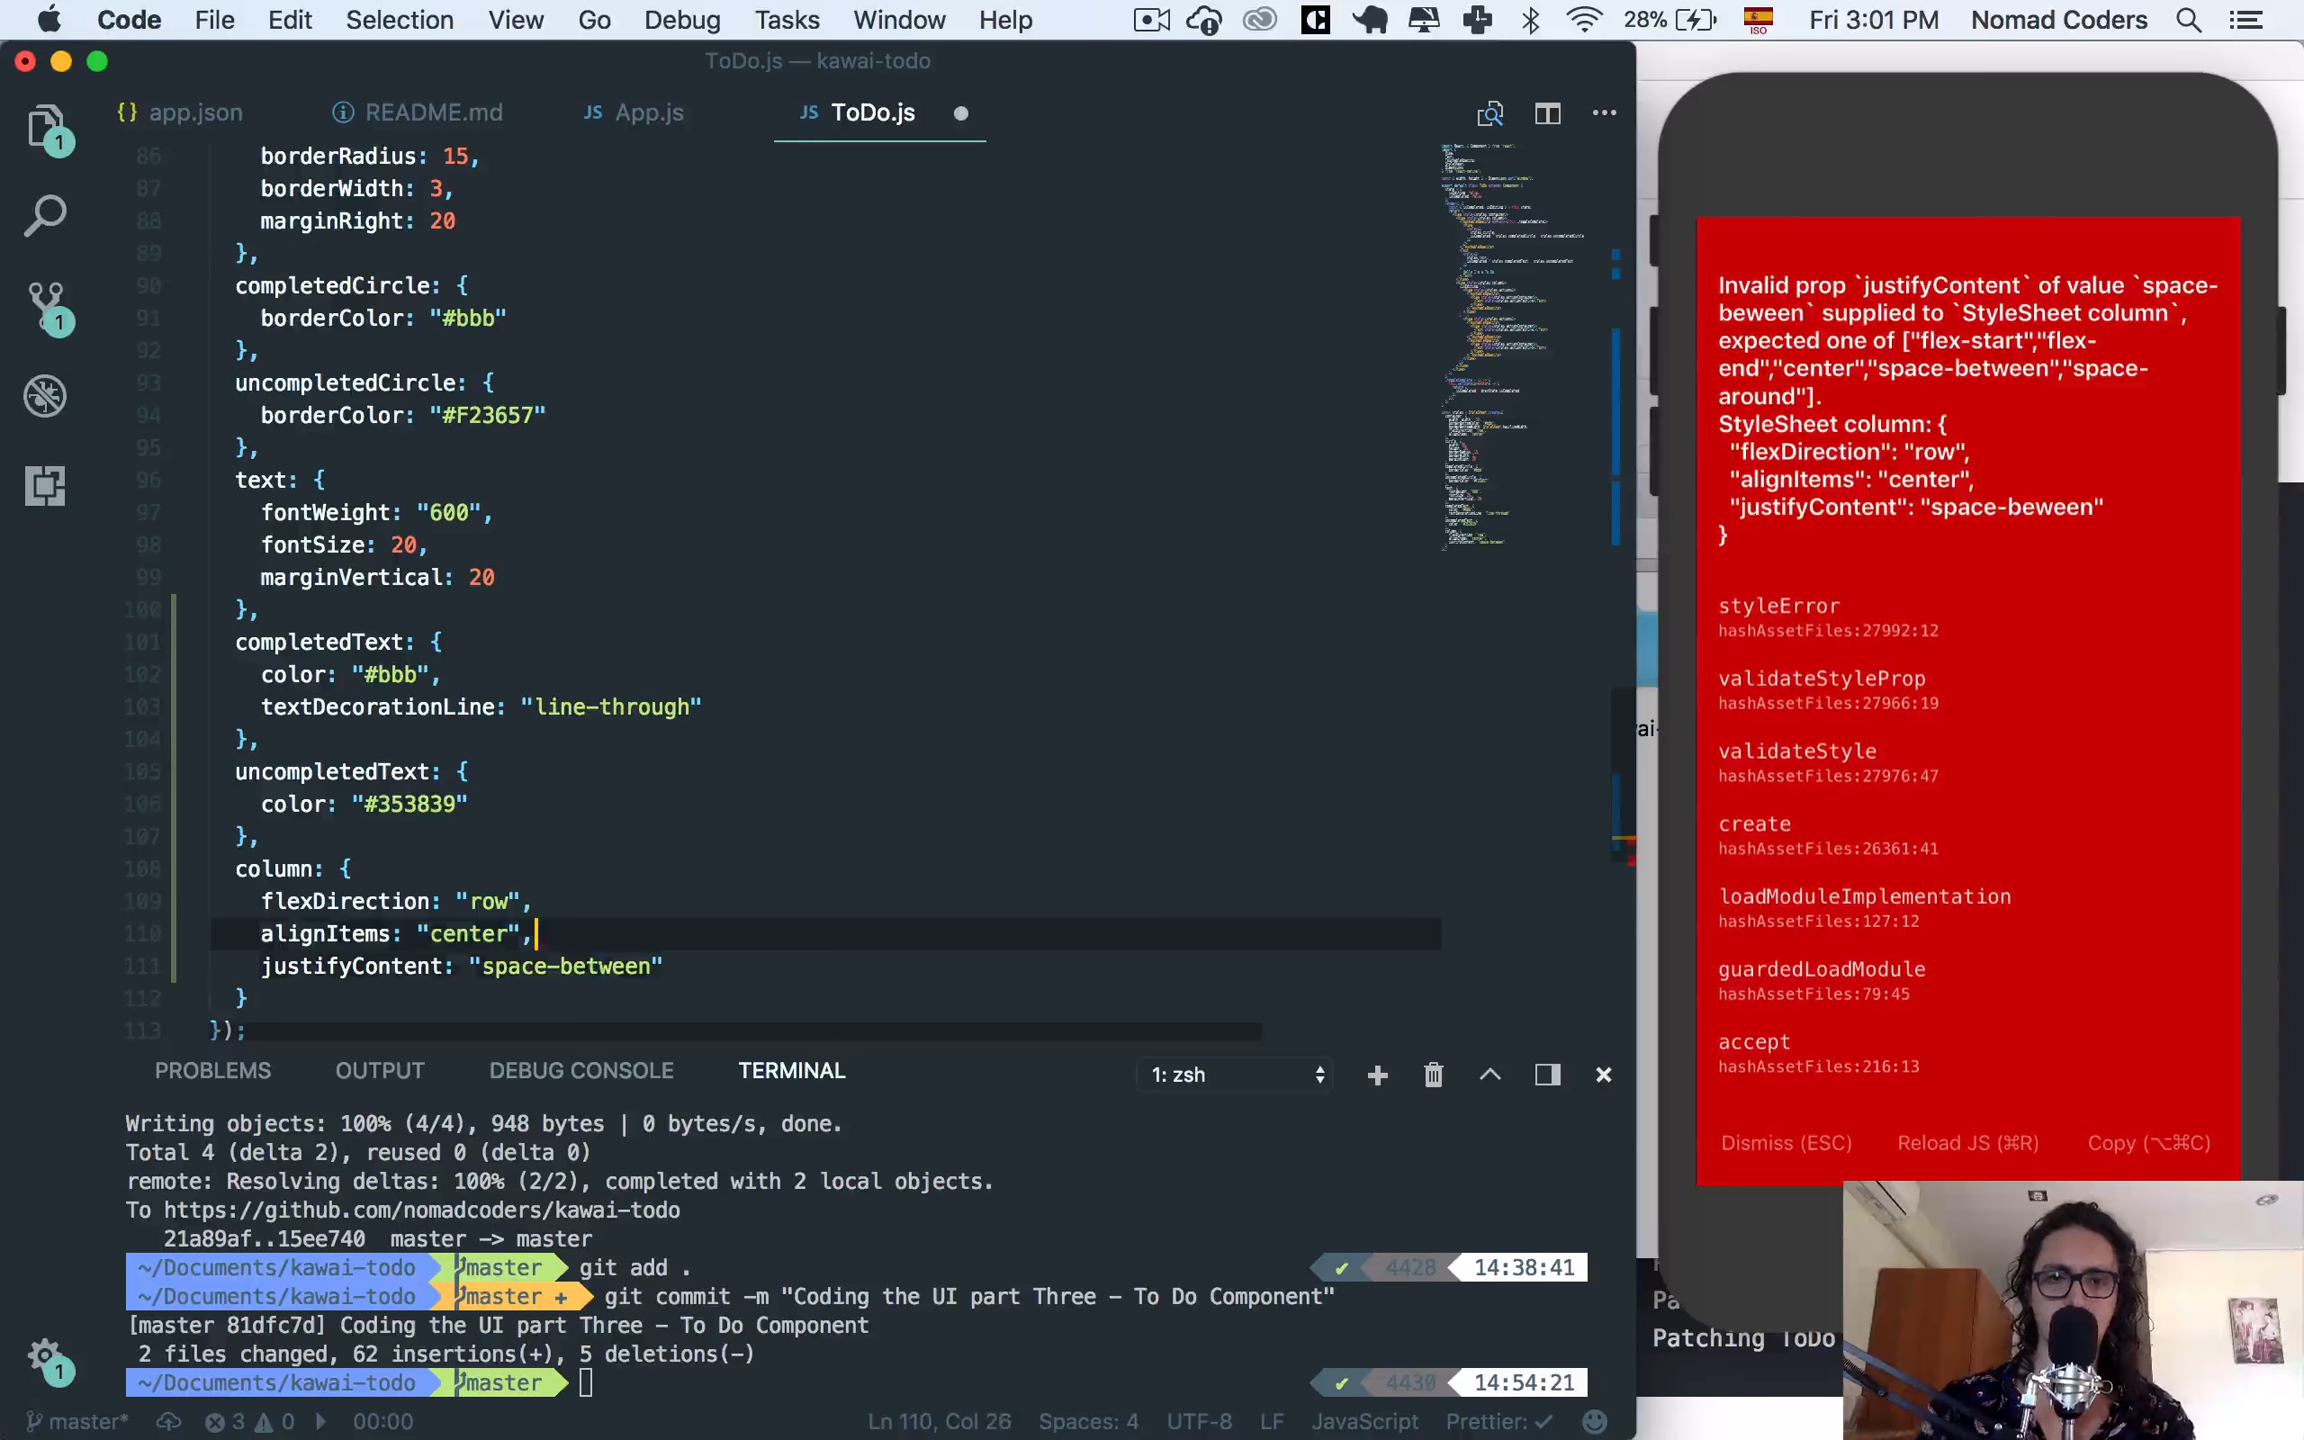 Code File Edit Selection View Go Debug Tasks Window Help 28% ISO Fri 3:01 PM Nomad Coders
ToDo.js — kawai-todo
{} app.json README.md JS App.js JS ToDo.js
86 borderRadius: 15,
87 borderWidth: 3,
88 marginRight: 20
89 },
90 completedCircle: {
91 borderColor: "#bbb"
92 },
93 uncompletedCircle: {
94 borderColor: "#F23657"
95 },
96 text: {
97 fontWeight: "600",
98 fontSize: 20,
99 marginVertical: 20
100 },
101 completedText: {
102 color: "#bbb",
103 textDecorationLine: "line-through"
104 },
105 uncompletedText: {
106 color: "#353839"
107 },
108 column: {
109 flexDirection: "row",
110 alignItems: "center",
111 justifyContent: "space-between"
112 }
113 });
1
1
1
PROBLEMS OUTPUT DEBUG CONSOLE TERMINAL 1: zsh
Writing objects: 100% (4/4), 948 bytes | 0 bytes/s, done.
Total 4 (delta 2), reused 0 (delta 0)
remote: Resolving deltas: 100% (2/2), completed with 2 local objects.
To https://github.com/nomadcoders/kawai-todo
21a89af..15ee740 master -> master
~/Documents/kawai-todo master git add . ✔ 4428 14:38:41
~/Documents/kawai-todo master + git commit -m "Coding the UI part Three - To Do Component"
[master 81dfc7d] Coding the UI part Three - To Do Component
2 files changed, 62 insertions(+), 5 deletions(-)
~/Documents/kawai-todo master ✔ 4430 14:54:21
master* 3 0 00:00 Ln 110, Col 26 Spaces: 4 UTF-8 LF JavaScript Prettier: ✓
Invalid prop `justifyContent` of value `space-
beween` supplied to `StyleSheet column`,
expected one of ["flex-start","flex-
end","center","space-between","space-
around"].
StyleSheet column: {
"flexDirection": "row",
"alignItems": "center",
"justifyContent": "space-beween"
}
styleError
hashAssetFiles:27992:12
validateStyleProp
hashAssetFiles:27966:19
validateStyle
hashAssetFiles:27976:47
create
hashAssetFiles:26361:41
loadModuleImplementation
hashAssetFiles:127:12
guardedLoadModule
hashAssetFiles:79:45
accept
hashAssetFiles:216:13
Dismiss (ESC) Reload JS (⌘R) Copy (⌥⌘C)
Pa
Patching ToDo